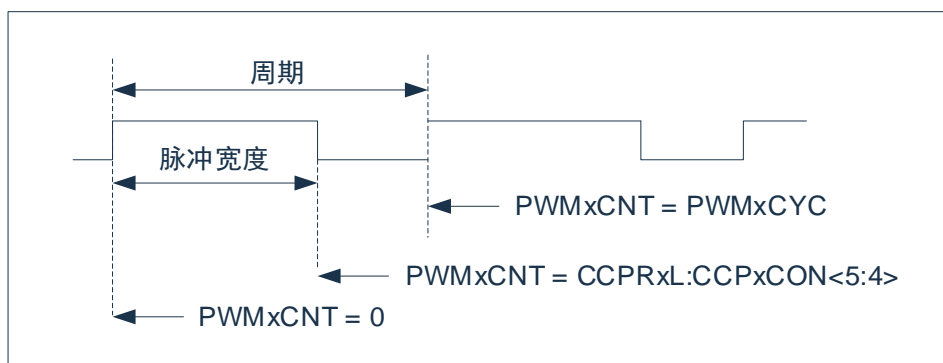 周期
脉冲宽度
PWMxCNT = PWMxCYC
PWMxCNT = CCPRxL:CCPxCON<5:4>
PWMxCNT = 0